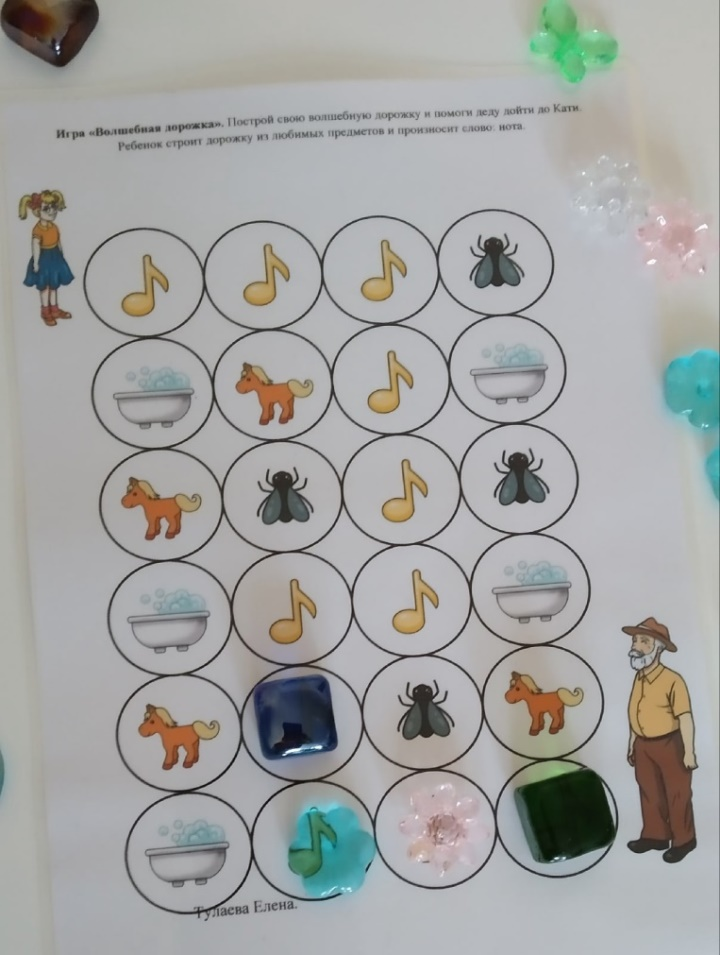 Игра «Волшебная дорожка». Построй свою волшебную дорожку и помоги деду дойти до Кати.
Ребенок строит дорожку из любимых предметов и произносит слово: нота.
Тулаева Елена.